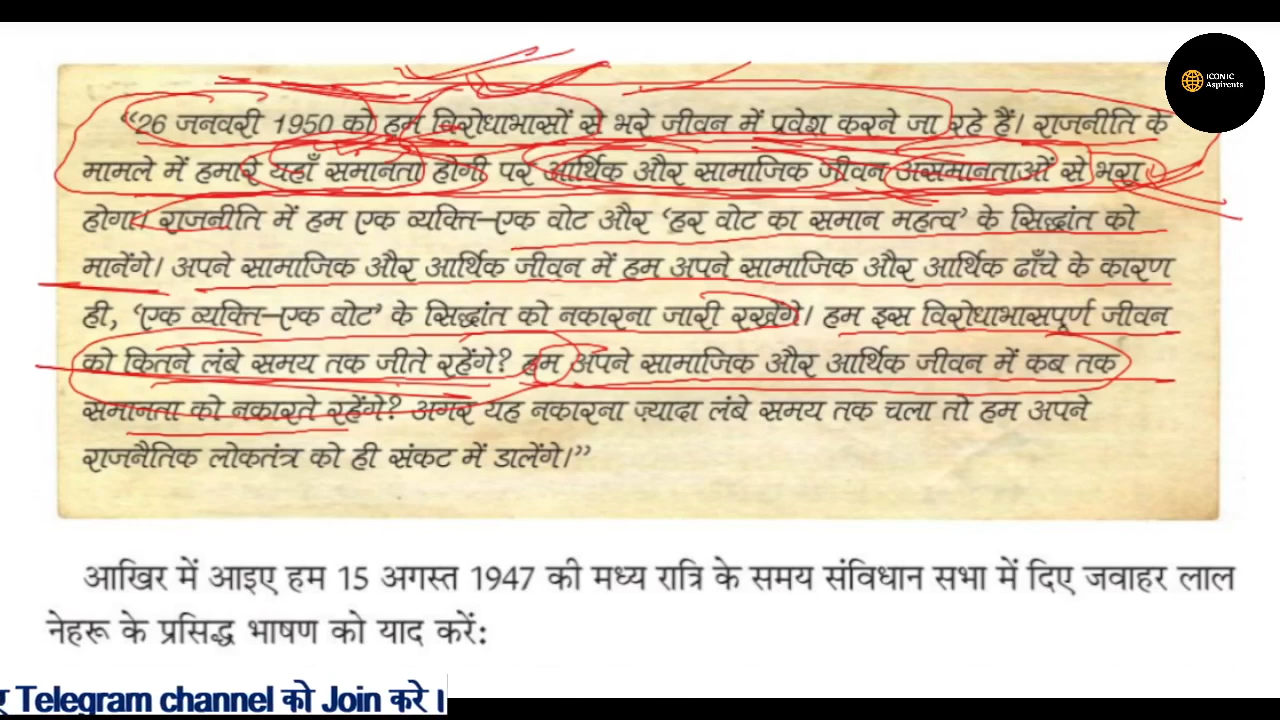 ICONIC
Aspirents
“26 जनवरी 1950 को हम विरोधाभासों से भरे जीवन में प्रवेश करने जा रहे हैं। राजनीति के
मामले में हमारे यहाँ समानता होगी पर आर्थिक और सामाजिक जीवन असमानताओं से भरा
होगा। राजनीति में हम एक व्यक्ति–एक वोट और ‘हर वोट का समान महत्व’ के सिद्धांत को
मानेंगे। अपने सामाजिक और आर्थिक जीवन में हम अपने सामाजिक और आर्थिक ढाँचे के कारण
ही, ‘एक व्यक्ति–एक वोट’ के सिद्धांत को नकारना जारी रखेंगे। हम इस विरोधाभासपूर्ण जीवन
को कितने लंबे समय तक जीते रहेंगे? हम अपने सामाजिक और आर्थिक जीवन में कब तक
समानता को नकारते रहेंगे? अगर यह नकारना ज़्यादा लंबे समय तक चला तो हम अपने
राजनैतिक लोकतंत्र को ही संकट में डालेंगे।”
आखिर में आइए हम 15 अगस्त 1947 की मध्य रात्रि के समय संविधान सभा में दिए जवाहर लाल
नेहरू के प्रसिद्ध भाषण को याद करें:
Telegram channel को Join करे।